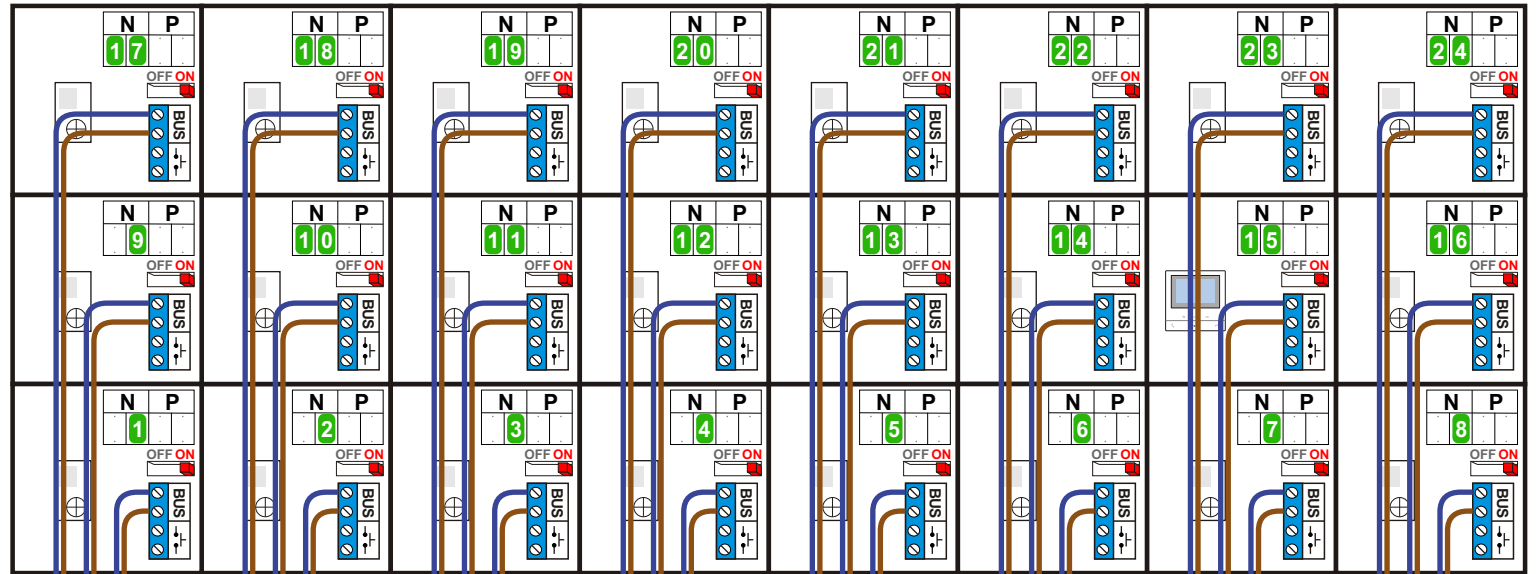 N P N P N P N P N P N P N P N P
17 18 19 20 21 22 23 24
OFF ON OFF ON OFF ON OFF ON OFF ON OFF ON OFF ON OFF ON
BUS BUS BUS BUS BUS BUS BUS BUS
N P N P N P N P N P N P N P N P
9 10 11 12 13 14 15 16
OFF ON OFF ON OFF ON OFF ON OFF ON OFF ON OFF ON OFF ON
BUS BUS BUS BUS BUS BUS BUS BUS
N P N P N P N P N P N P N P N P
1 2 3 4 5 6 7 8
OFF ON OFF ON OFF ON OFF ON OFF ON OFF ON OFF ON OFF ON
BUS BUS BUS BUS BUS BUS BUS BUS